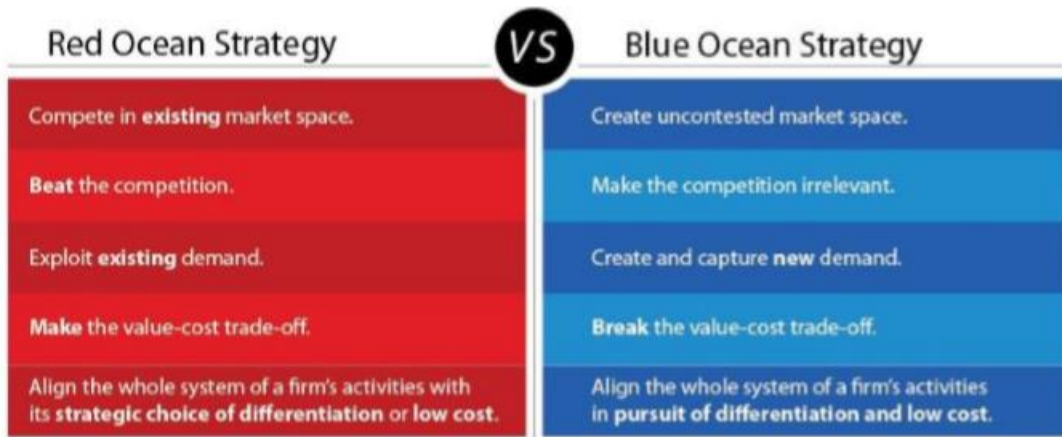 Red Ocean Strategy
VS
Blue Ocean Strategy
Compete in existing market space.
Create uncontested market space.
Beat the competition.
Make the competition irrelevant.
Exploit existing demand.
Create and capture new demand.
Make the value-cost trade-off.
Break the value-cost trade-off.
Align the whole system of a firm's activities with
its strategic choice of differentiation or low cost.
Align the whole system of a firm's activities
in pursuit of differentiation and low cost.